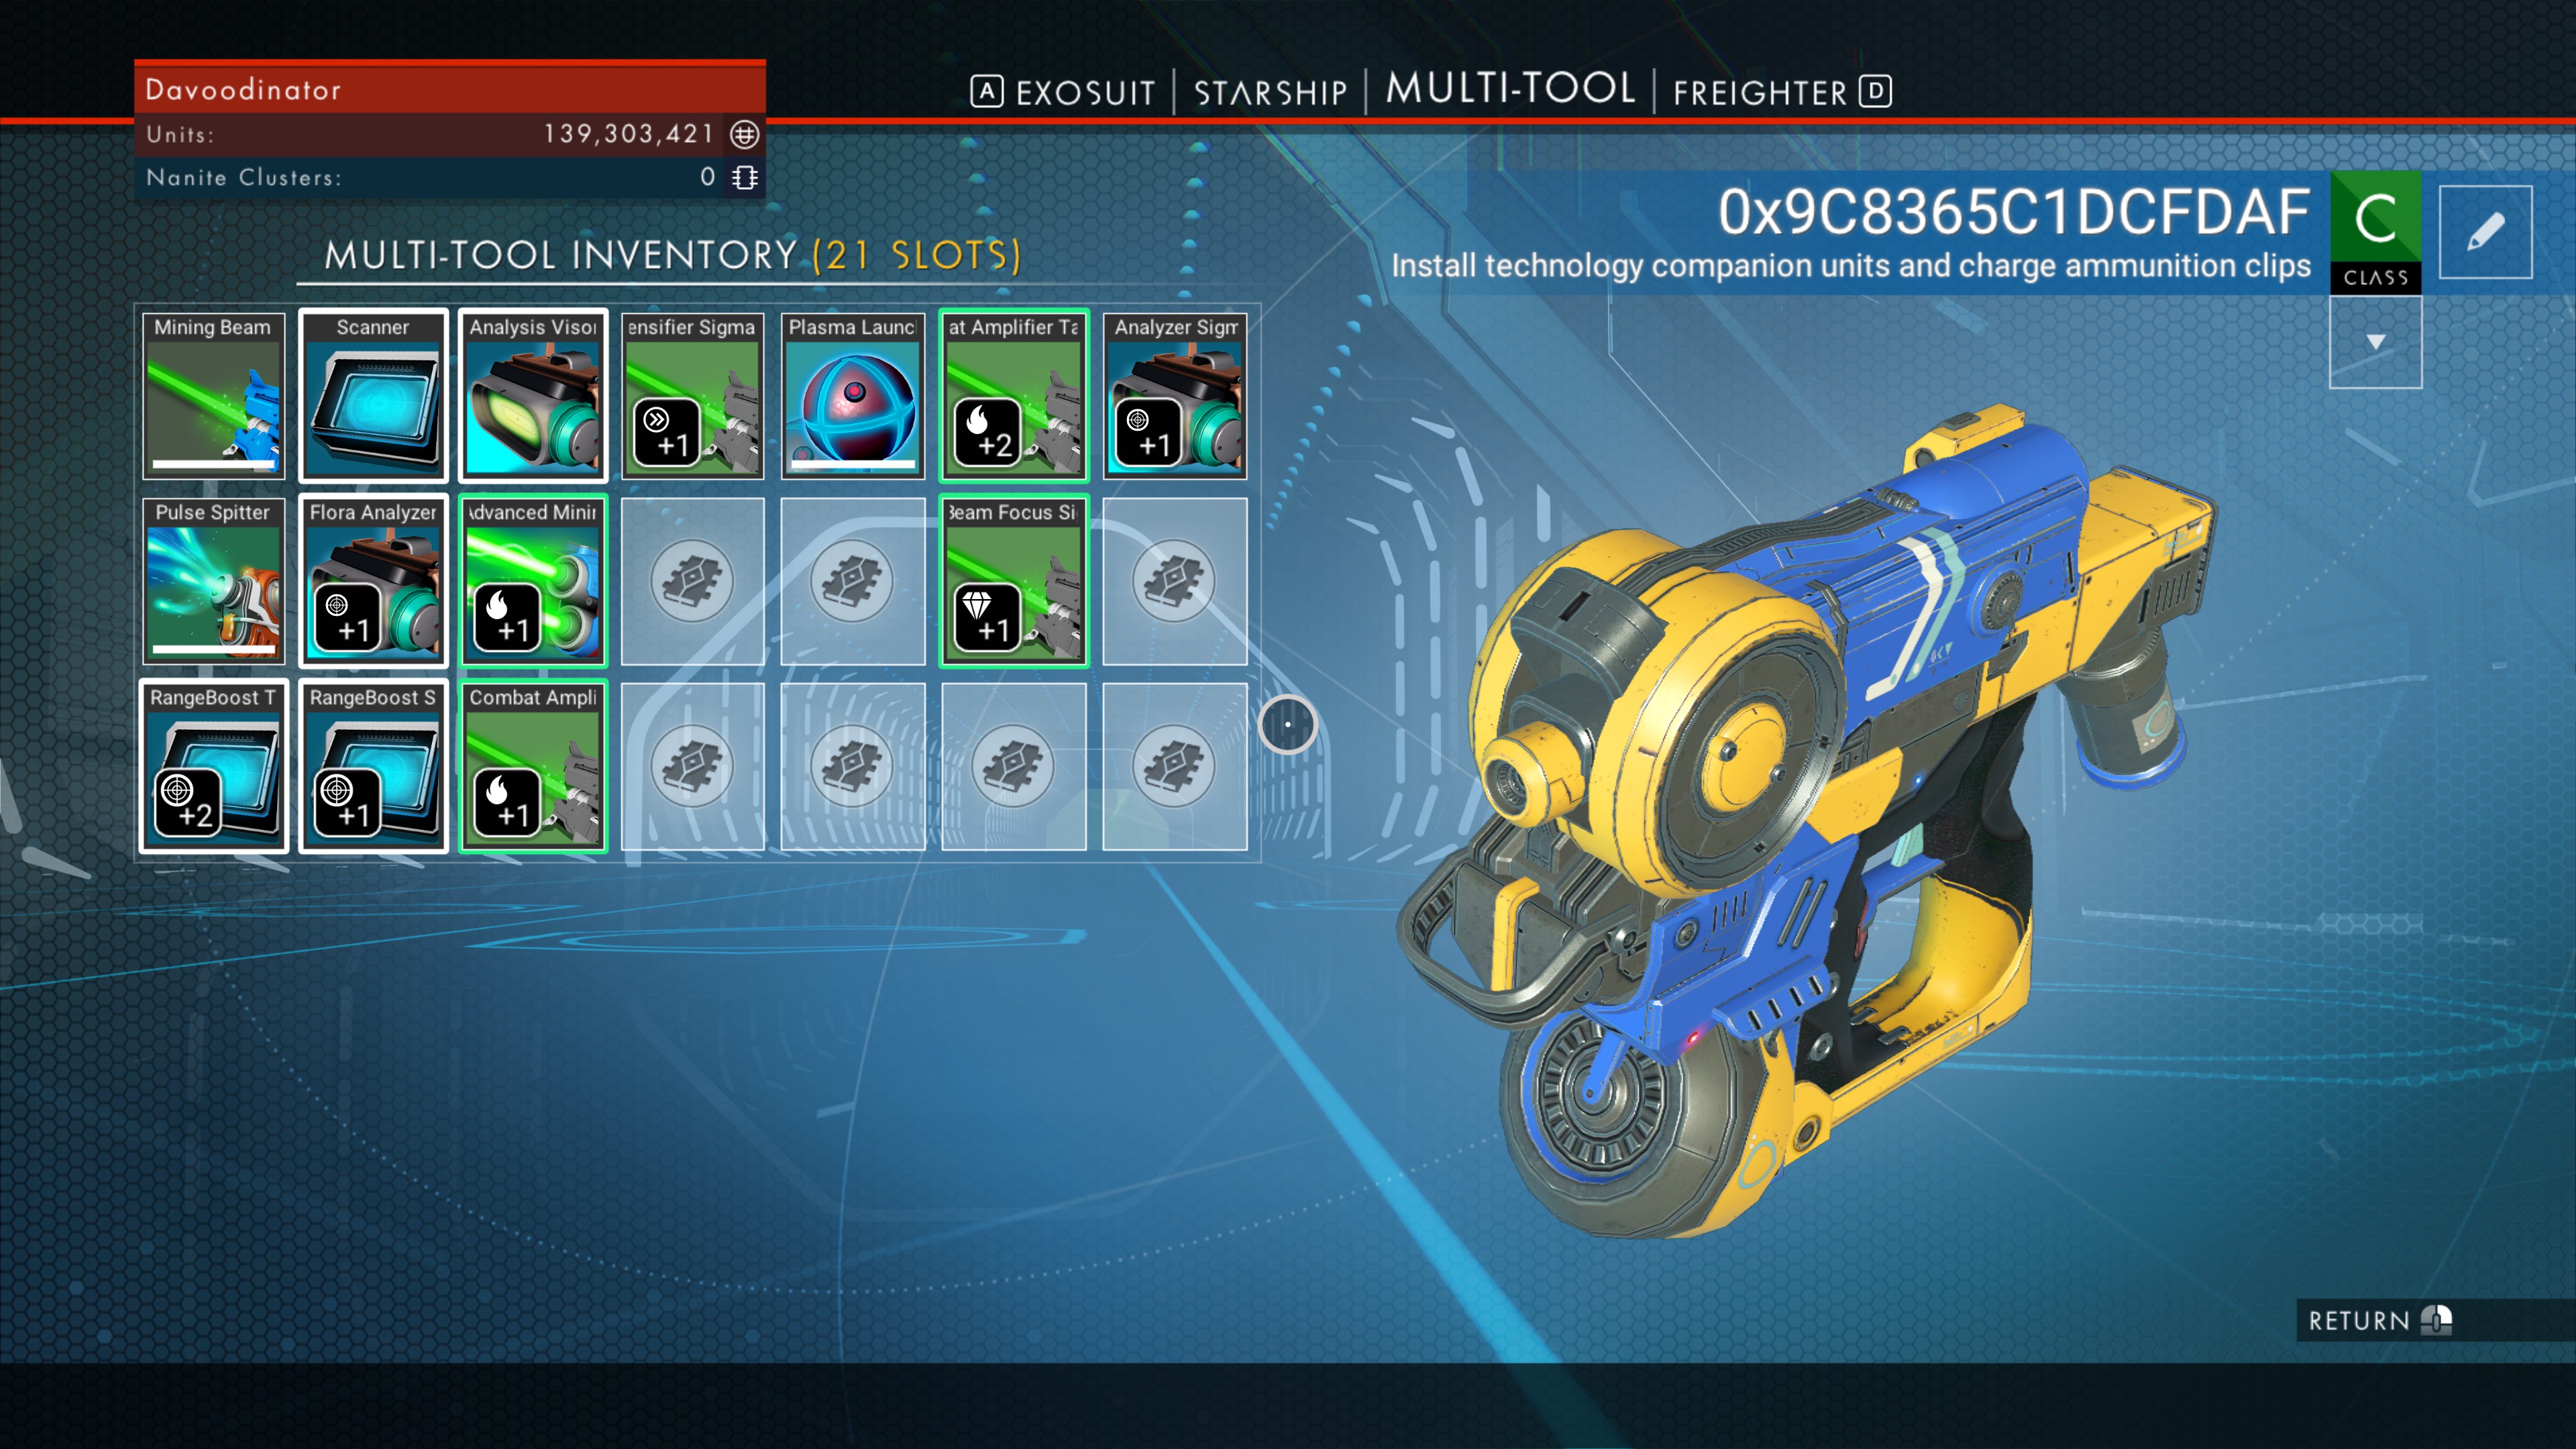 Davoodinator
Units: 139,303,421
Nanite Clusters: 0
A EXOSUIT STARSHIP MULTI-TOOL FREIGHTER D
0x9C8365C1DCFDAF
Install technology companion units and charge ammunition clips
C
CLASS
MULTI-TOOL INVENTORY (21 SLOTS)
Mining Beam Scanner Analysis Visor ensifier Sigma Plasma Launc at Amplifier Ta Analyzer Sigm
+1 +2 +1
Pulse Spitter Flora Analyzer Advanced Minin Beam Focus Si
+1 +1 +1
RangeBoost T RangeBoost S Combat Ampli
+2 +1 +1
RETURN